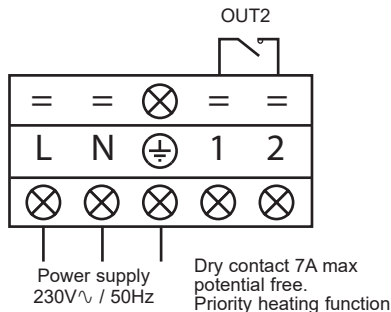 OUT2
= = = =
L N 1 2
Power supply
230V∿ / 50Hz
Dry contact 7A max
potential free.
Priority heating function